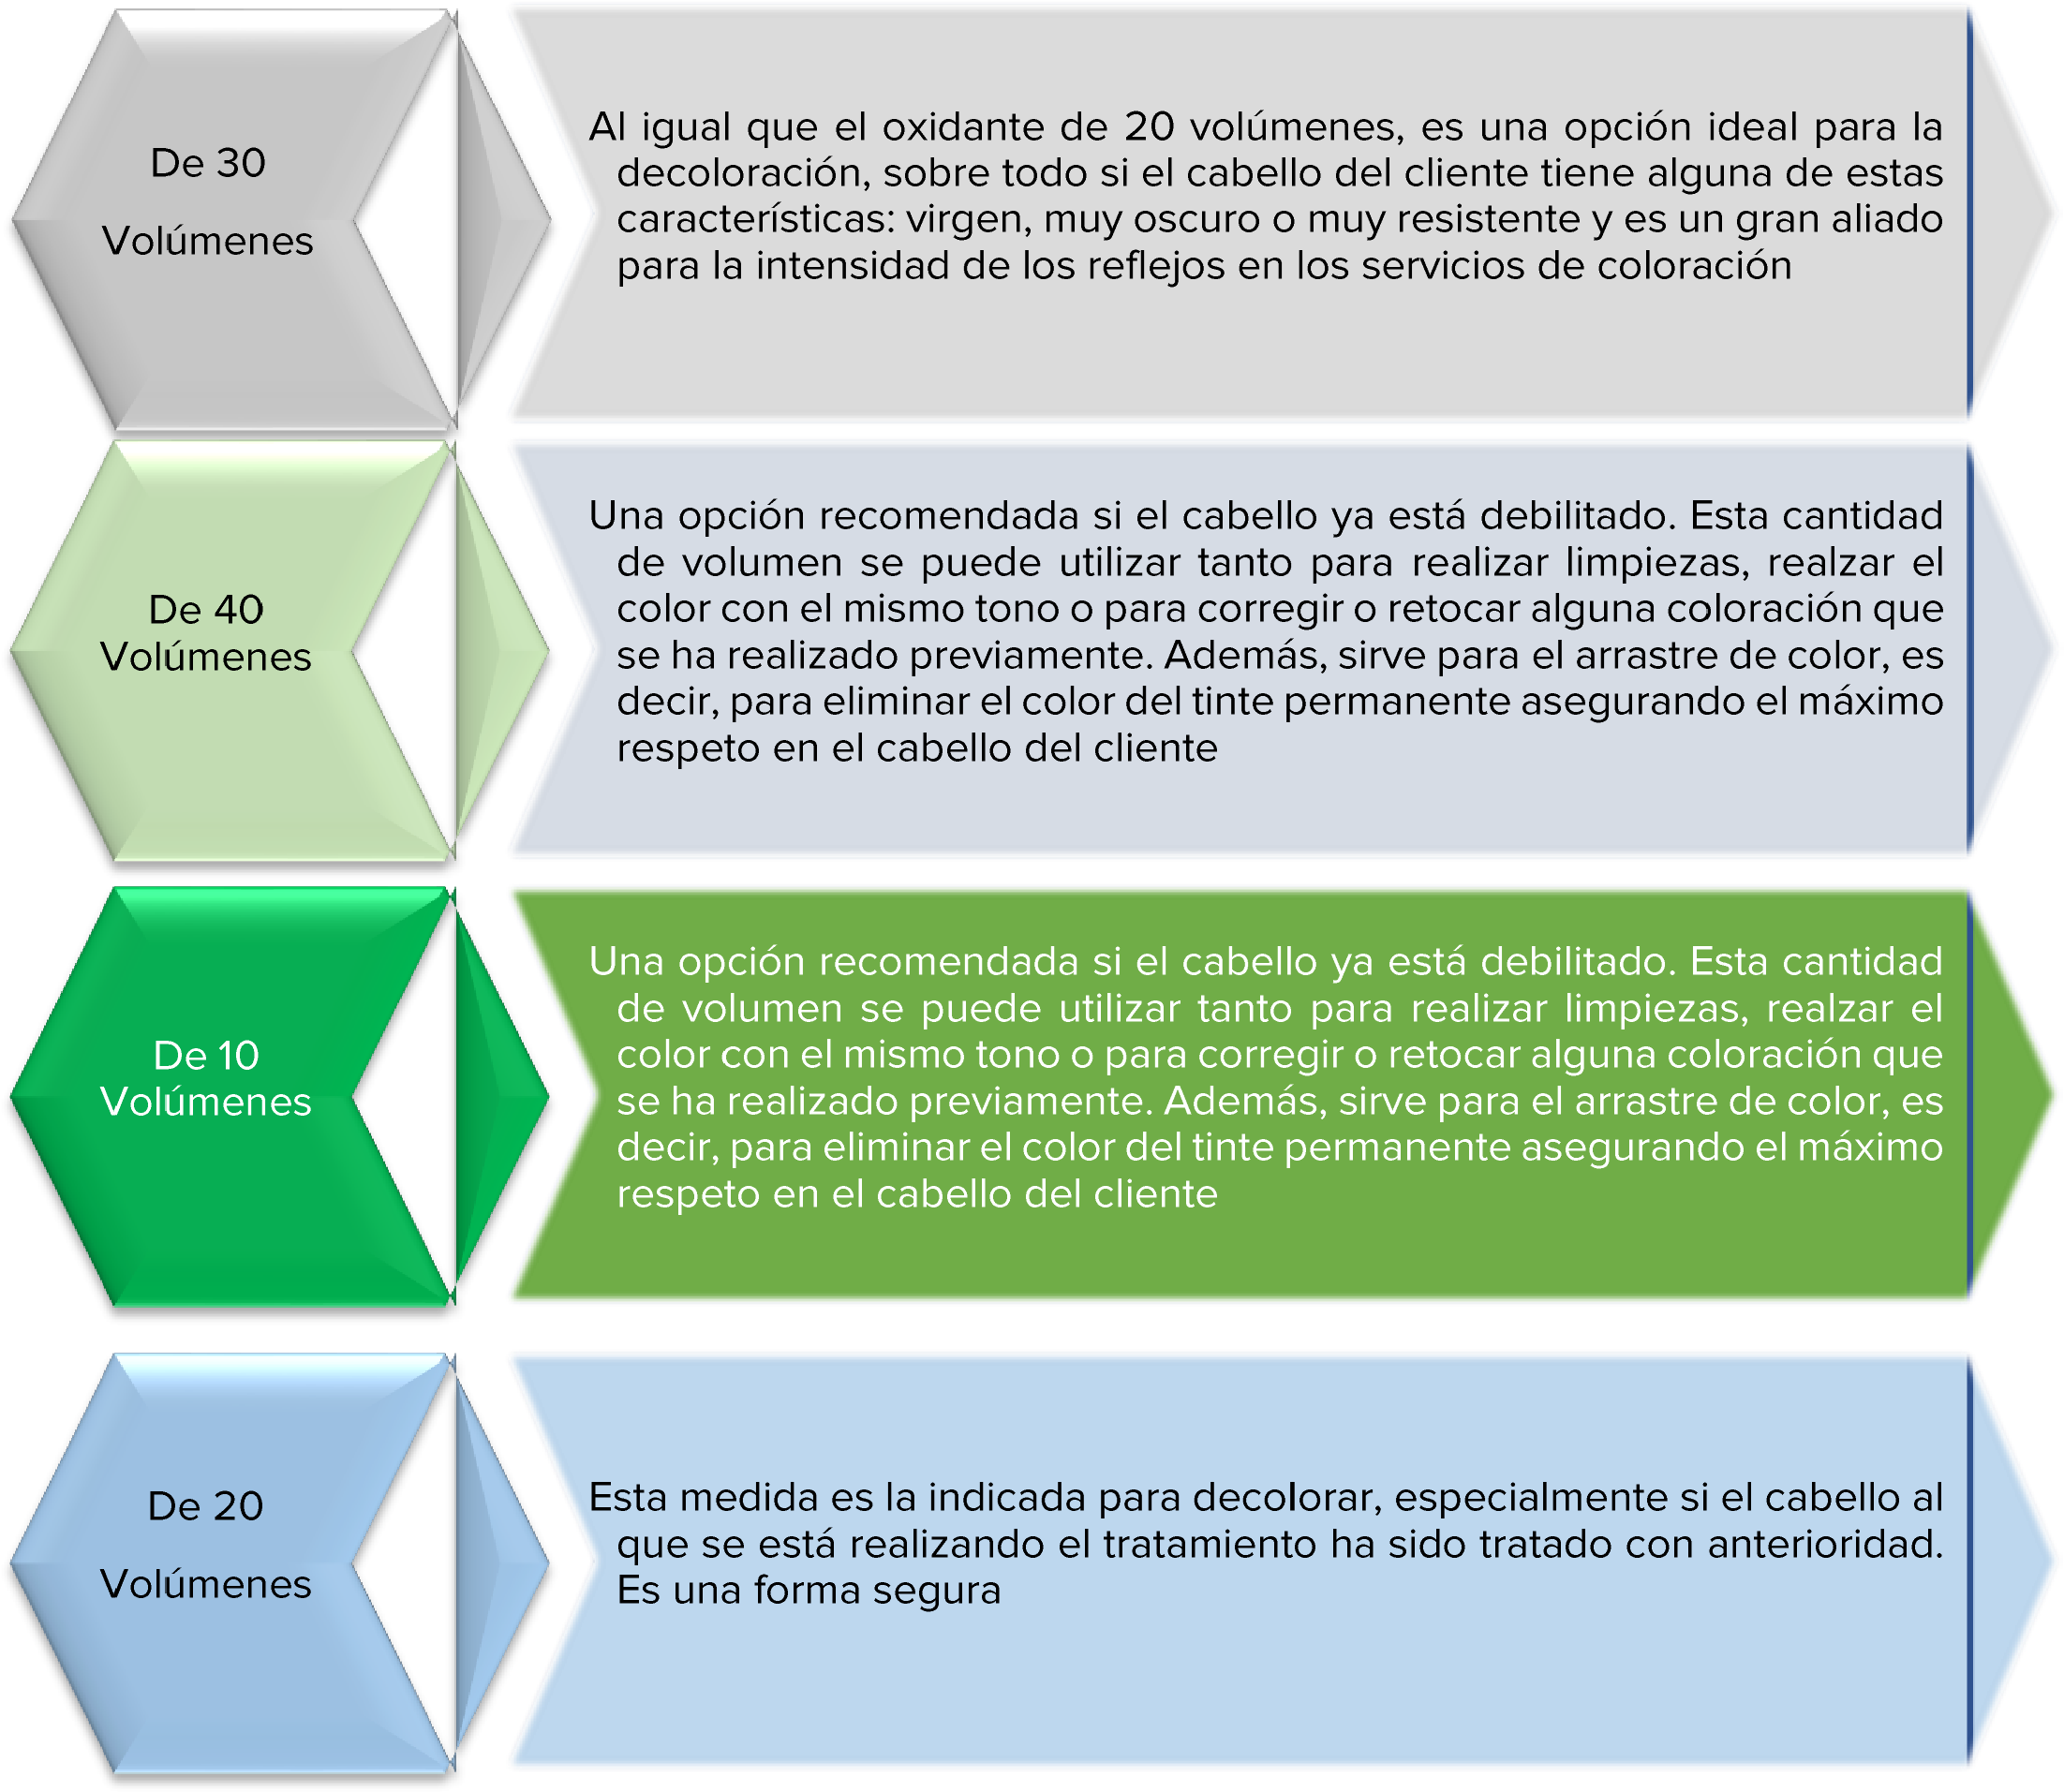 De 30
Volúmenes
Al igual que el oxidante de 20 volúmenes, es una opción ideal para la
decoloración, sobre todo si el cabello del cliente tiene alguna de estas
características: virgen, muy oscuro o muy resistente y es un gran aliado
para la intensidad de los reflejos en los servicios de coloración
De 40
Volúmenes
Una opción recomendada si el cabello ya está debilitado. Esta cantidad
de volumen se puede utilizar tanto para realizar limpiezas, realzar el
color con el mismo tono o para corregir o retocar alguna coloración que
se ha realizado previamente. Además, sirve para el arrastre de color, es
decir, para eliminar el color del tinte permanente asegurando el máximo
respeto en el cabello del cliente
De 10
Volúmenes
Una opción recomendada si el cabello ya está debilitado. Esta cantidad
de volumen se puede utilizar tanto para realizar limpiezas, realzar el
color con el mismo tono o para corregir o retocar alguna coloración que
se ha realizado previamente. Además, sirve para el arrastre de color, es
decir, para eliminar el color del tinte permanente asegurando el máximo
respeto en el cabello del cliente
De 20
Volúmenes
Esta medida es la indicada para decolorar, especialmente si el cabello al
que se está realizando el tratamiento ha sido tratado con anterioridad.
Es una forma segura